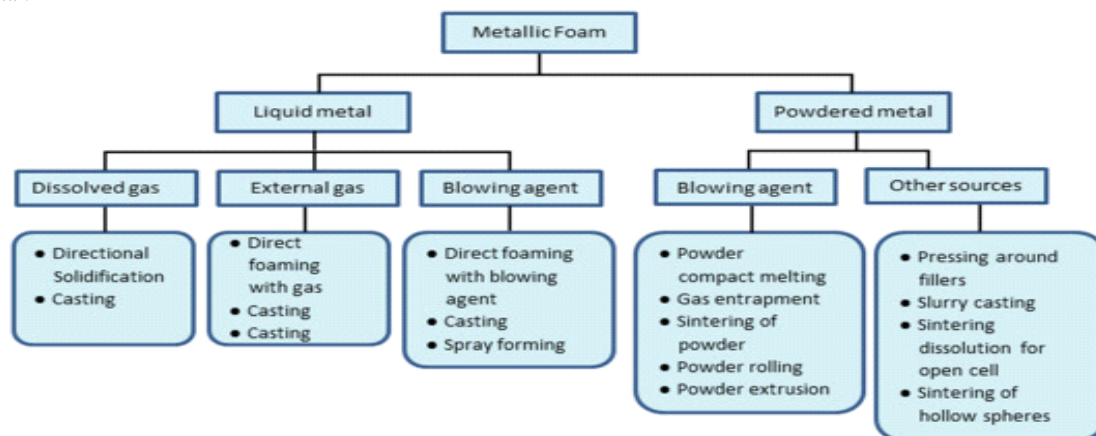 Metallic Foam
Liquid metal
Powdered metal
Dissolved gas
External gas
Blowing agent
Blowing agent
Other sources
● Directional
Solidification
● Casting
● Direct
foaming
with gas
● Casting
● Casting
● Direct foaming
with blowing
agent
● Casting
● Spray forming
● Powder
compact melting
● Gas entrapment
● Sintering of
powder
● Powder rolling
● Powder extrusion
● Pressing around
fillers
● Slurry casting
● Sintering
dissolution for
open cell
● Sintering of
hollow spheres